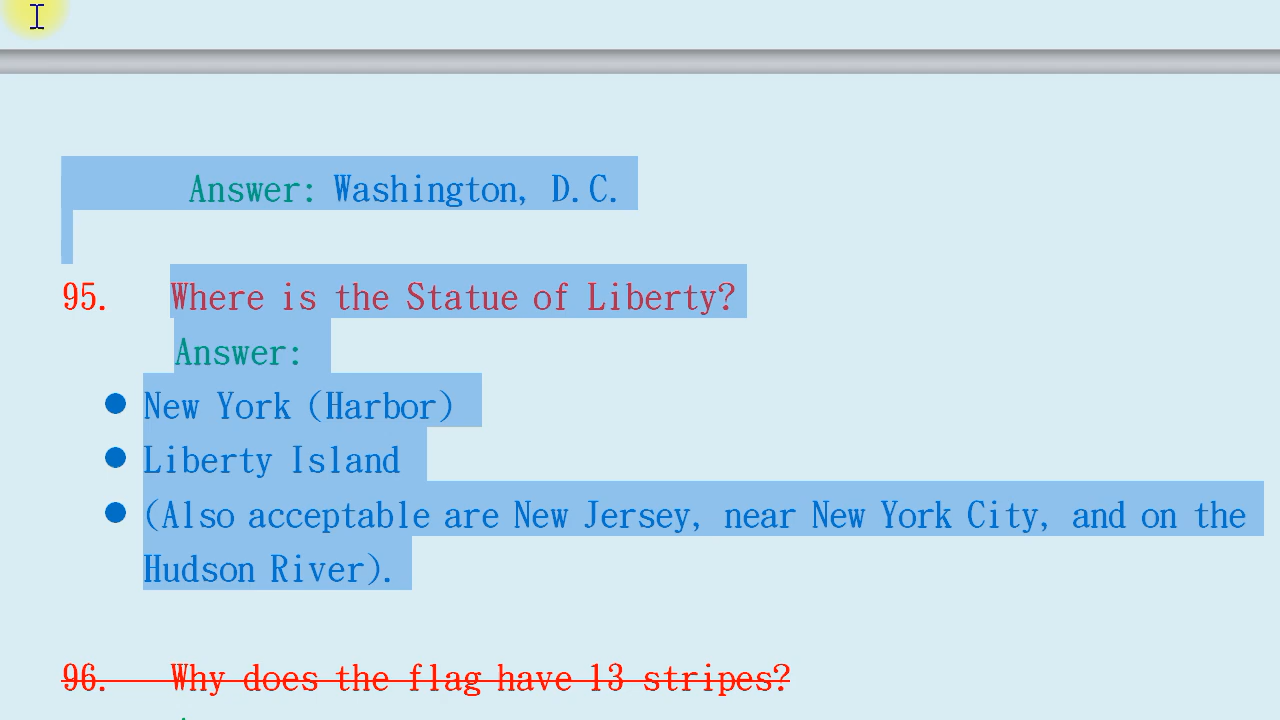 Answer: Washington, D.C.
95. Where is the Statue of Liberty?
Answer:
● New York (Harbor)
● Liberty Island
● (Also acceptable are New Jersey, near New York City, and on the
Hudson River).
96. Why does the flag have 13 stripes?